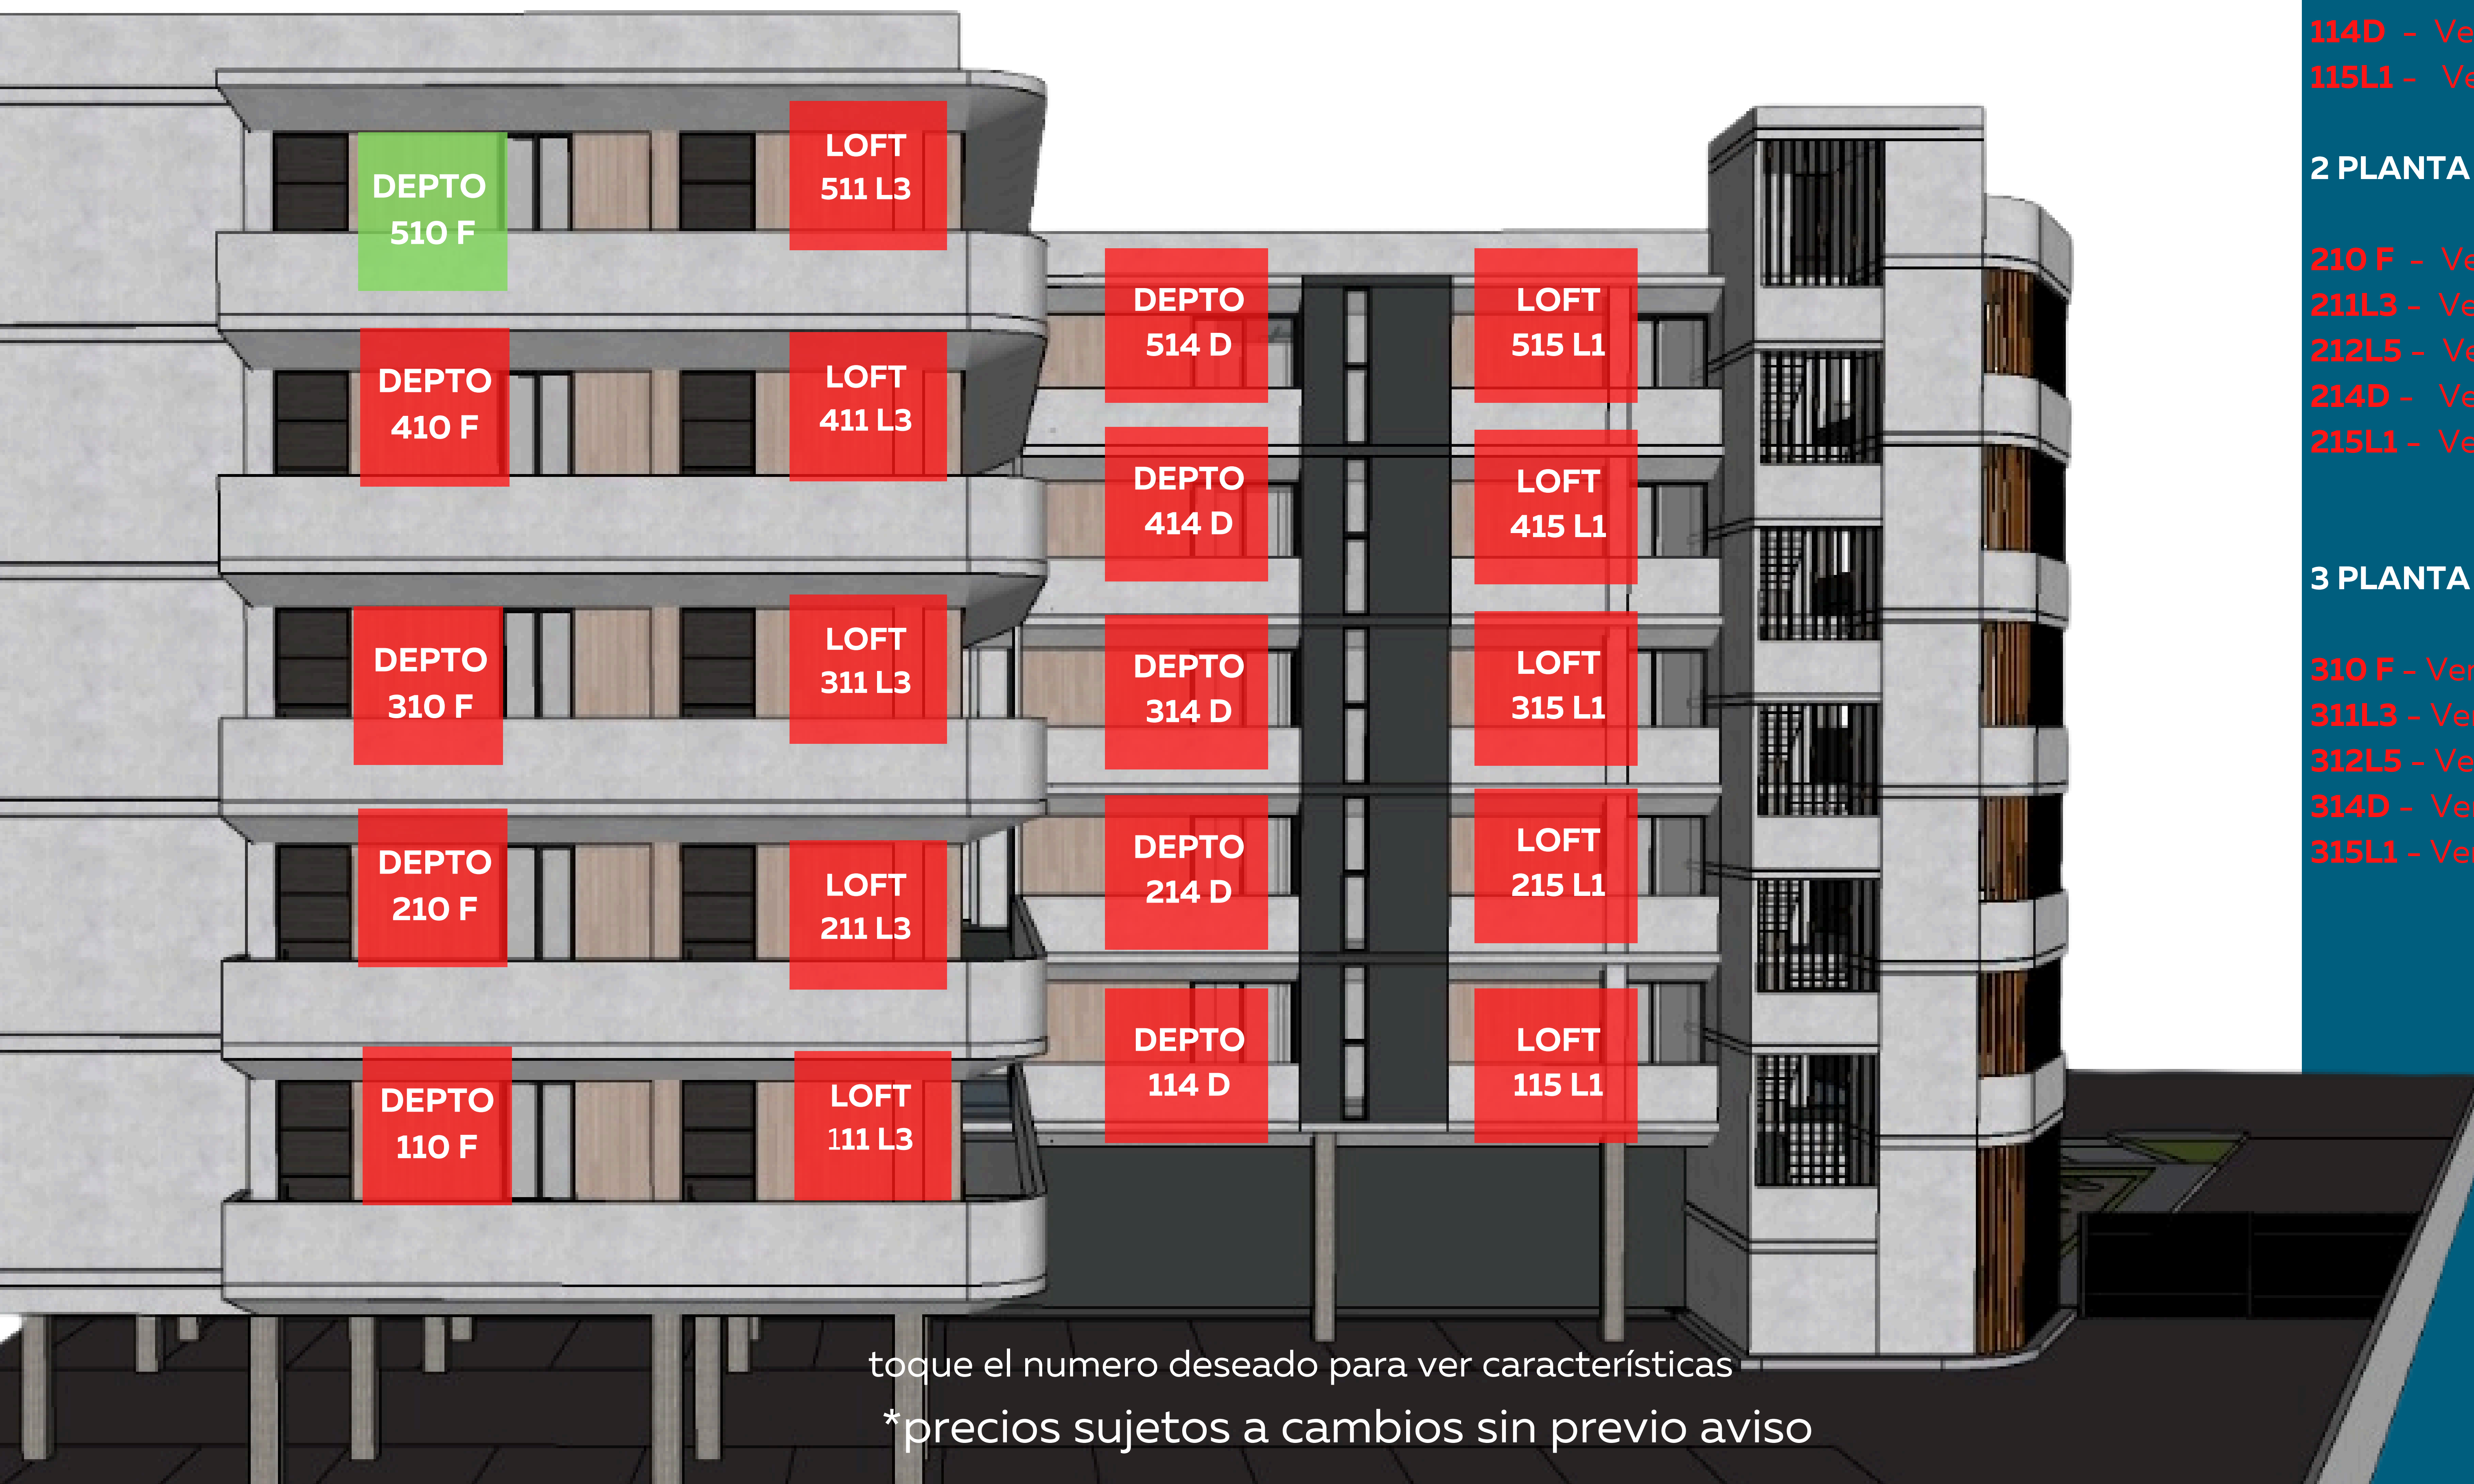 DEPTO
510 F
LOFT
511 L3
DEPTO
514 D
LOFT
515 L1
DEPTO
410 F
LOFT
411 L3
DEPTO
414 D
LOFT
415 L1
DEPTO
310 F
LOFT
311 L3
DEPTO
314 D
LOFT
315 L1
DEPTO
210 F
LOFT
211 L3
DEPTO
214 D
LOFT
215 L1
DEPTO
110 F
LOFT
111 L3
DEPTO
114 D
LOFT
115 L1
toque el numero deseado para ver características
*precios sujetos a cambios sin previo aviso
114D -
115L1 -
2 PLANTA
210 F -
211L3 -
212L5 -
214D -
215L1 -
3 PLANTA
310 F -
311L3 -
312L5 -
314D -
315L1 -